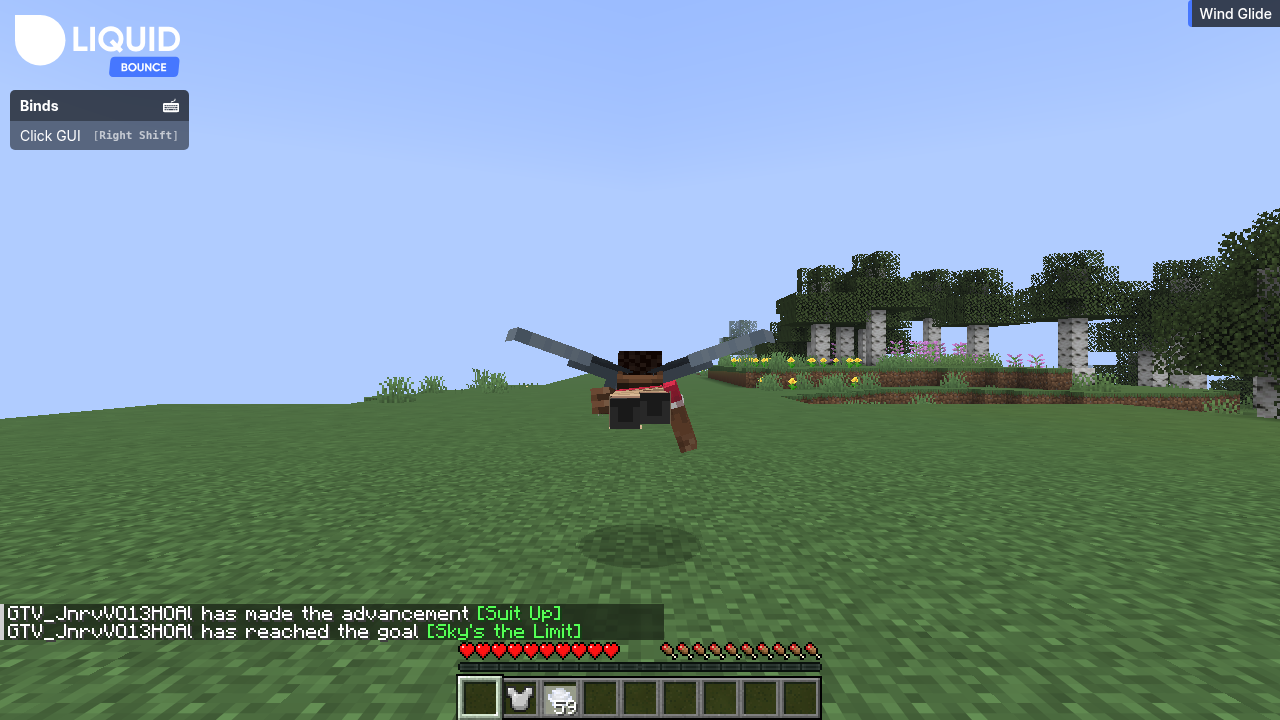 LIQUID
BOUNCE
Wind Glide
Binds
Click GUI [Right Shift]
GTV_JnrvVO13HOAl has made the advancement [Suit Up]
GTV_JnrvVO13HOAl has reached the goal [Sky's the Limit]
59